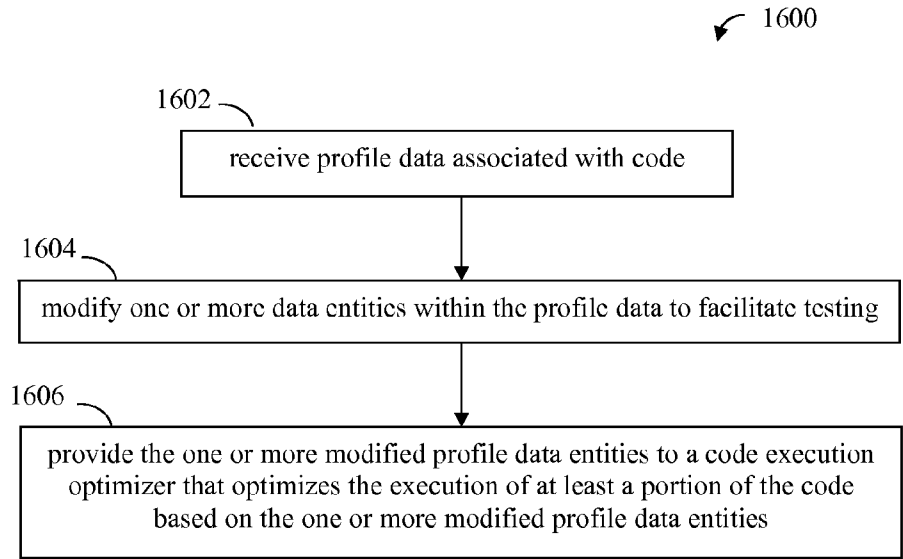 1600
1602
receive profile data associated with code
1604
modify one or more data entities within the profile data to facilitate testing
1606
provide the one or more modified profile data entities to a code execution
optimizer that optimizes the execution of at least a portion of the code
based on the one or more modified profile data entities